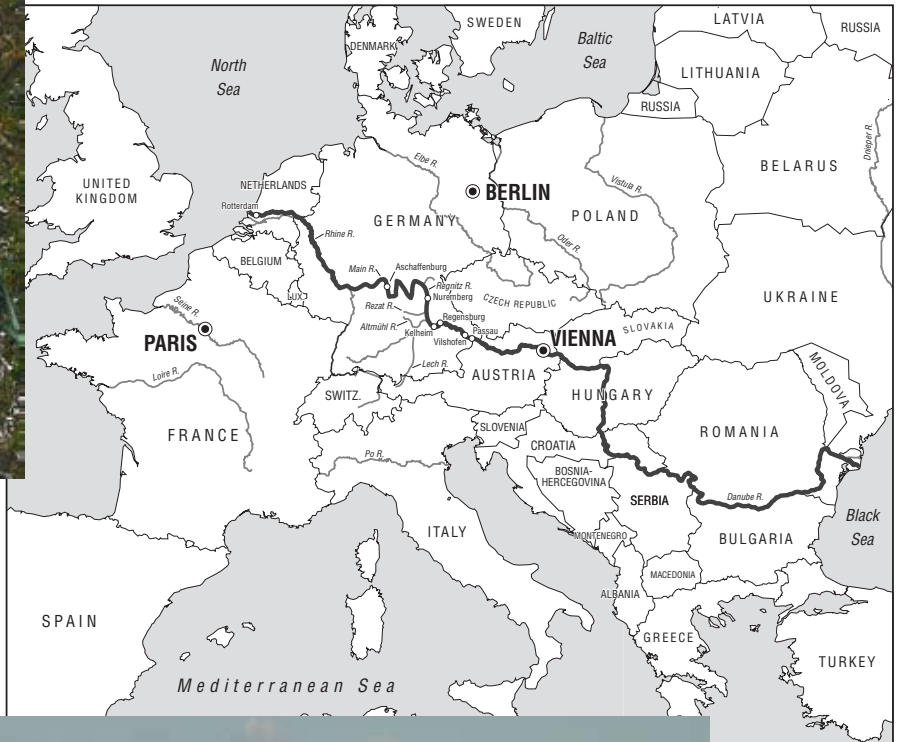 SWEDEN
LATVIA
RUSSIA
DENMARK
Baltic
Sea
North
Sea
LITHUANIA
RUSSIA
Dnieper R.
BELARUS
UNITED
KINGDOM
NETHERLANDS
Rotterdam
Elbe R.
BERLIN
Vistula R.
POLAND
GERMANY
Rhine R.
Oder R.
BELGIUM
LUX.
Main R.
Aschaffenburg
Regnitz R.
Nuremberg
CZECH REPUBLIC
UKRAINE
Rezat R.
Altmühl R.
Regensburg
Kelheim
Passau
Vilshofen
Seine R.
PARIS
VIENNA
SLOVAKIA
Loire R.
Lech R.
AUSTRIA
MOLDOVA
SWITZ.
HUNGARY
FRANCE
SLOVENIA
ROMANIA
CROATIA
Po R.
BOSNIA-
HERCEGOVINA
SERBIA
Danube R.
Black
Sea
ITALY
MONTENEGRO
BULGARIA
MACEDONIA
ALBANIA
SPAIN
GREECE
TURKEY
Mediterranean Sea